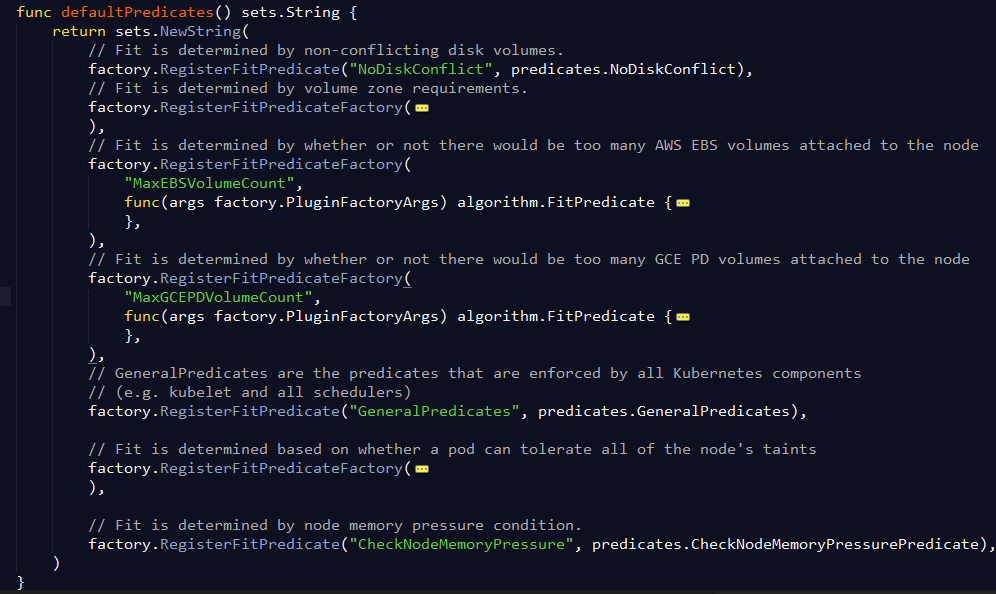 func defaultPredicates() sets.String {
    return sets.NewString(
        // Fit is determined by non-conflicting disk volumes.
        factory.RegisterFitPredicate("NoDiskConflict", predicates.NoDiskConflict),
        // Fit is determined by volume zone requirements.
        factory.RegisterFitPredicateFactory(
        ),
        // Fit is determined by whether or not there would be too many AWS EBS volumes attached to the node
        factory.RegisterFitPredicateFactory(
            "MaxEBSVolumeCount",
            func(args factory.PluginFactoryArgs) algorithm.FitPredicate {
            },
        ),
        // Fit is determined by whether or not there would be too many GCE PD volumes attached to the node
        factory.RegisterFitPredicateFactory(
            "MaxGCEPDVolumeCount",
            func(args factory.PluginFactoryArgs) algorithm.FitPredicate {
            },
        ),
        // GeneralPredicates are the predicates that are enforced by all Kubernetes components
        // (e.g. kubelet and all schedulers)
        factory.RegisterFitPredicate("GeneralPredicates", predicates.GeneralPredicates),

        // Fit is determined based on whether a pod can tolerate all of the node's taints
        factory.RegisterFitPredicateFactory(
        ),

        // Fit is determined by node memory pressure condition.
        factory.RegisterFitPredicate("CheckNodeMemoryPressure", predicates.CheckNodeMemoryPressurePredicate),
    )
}